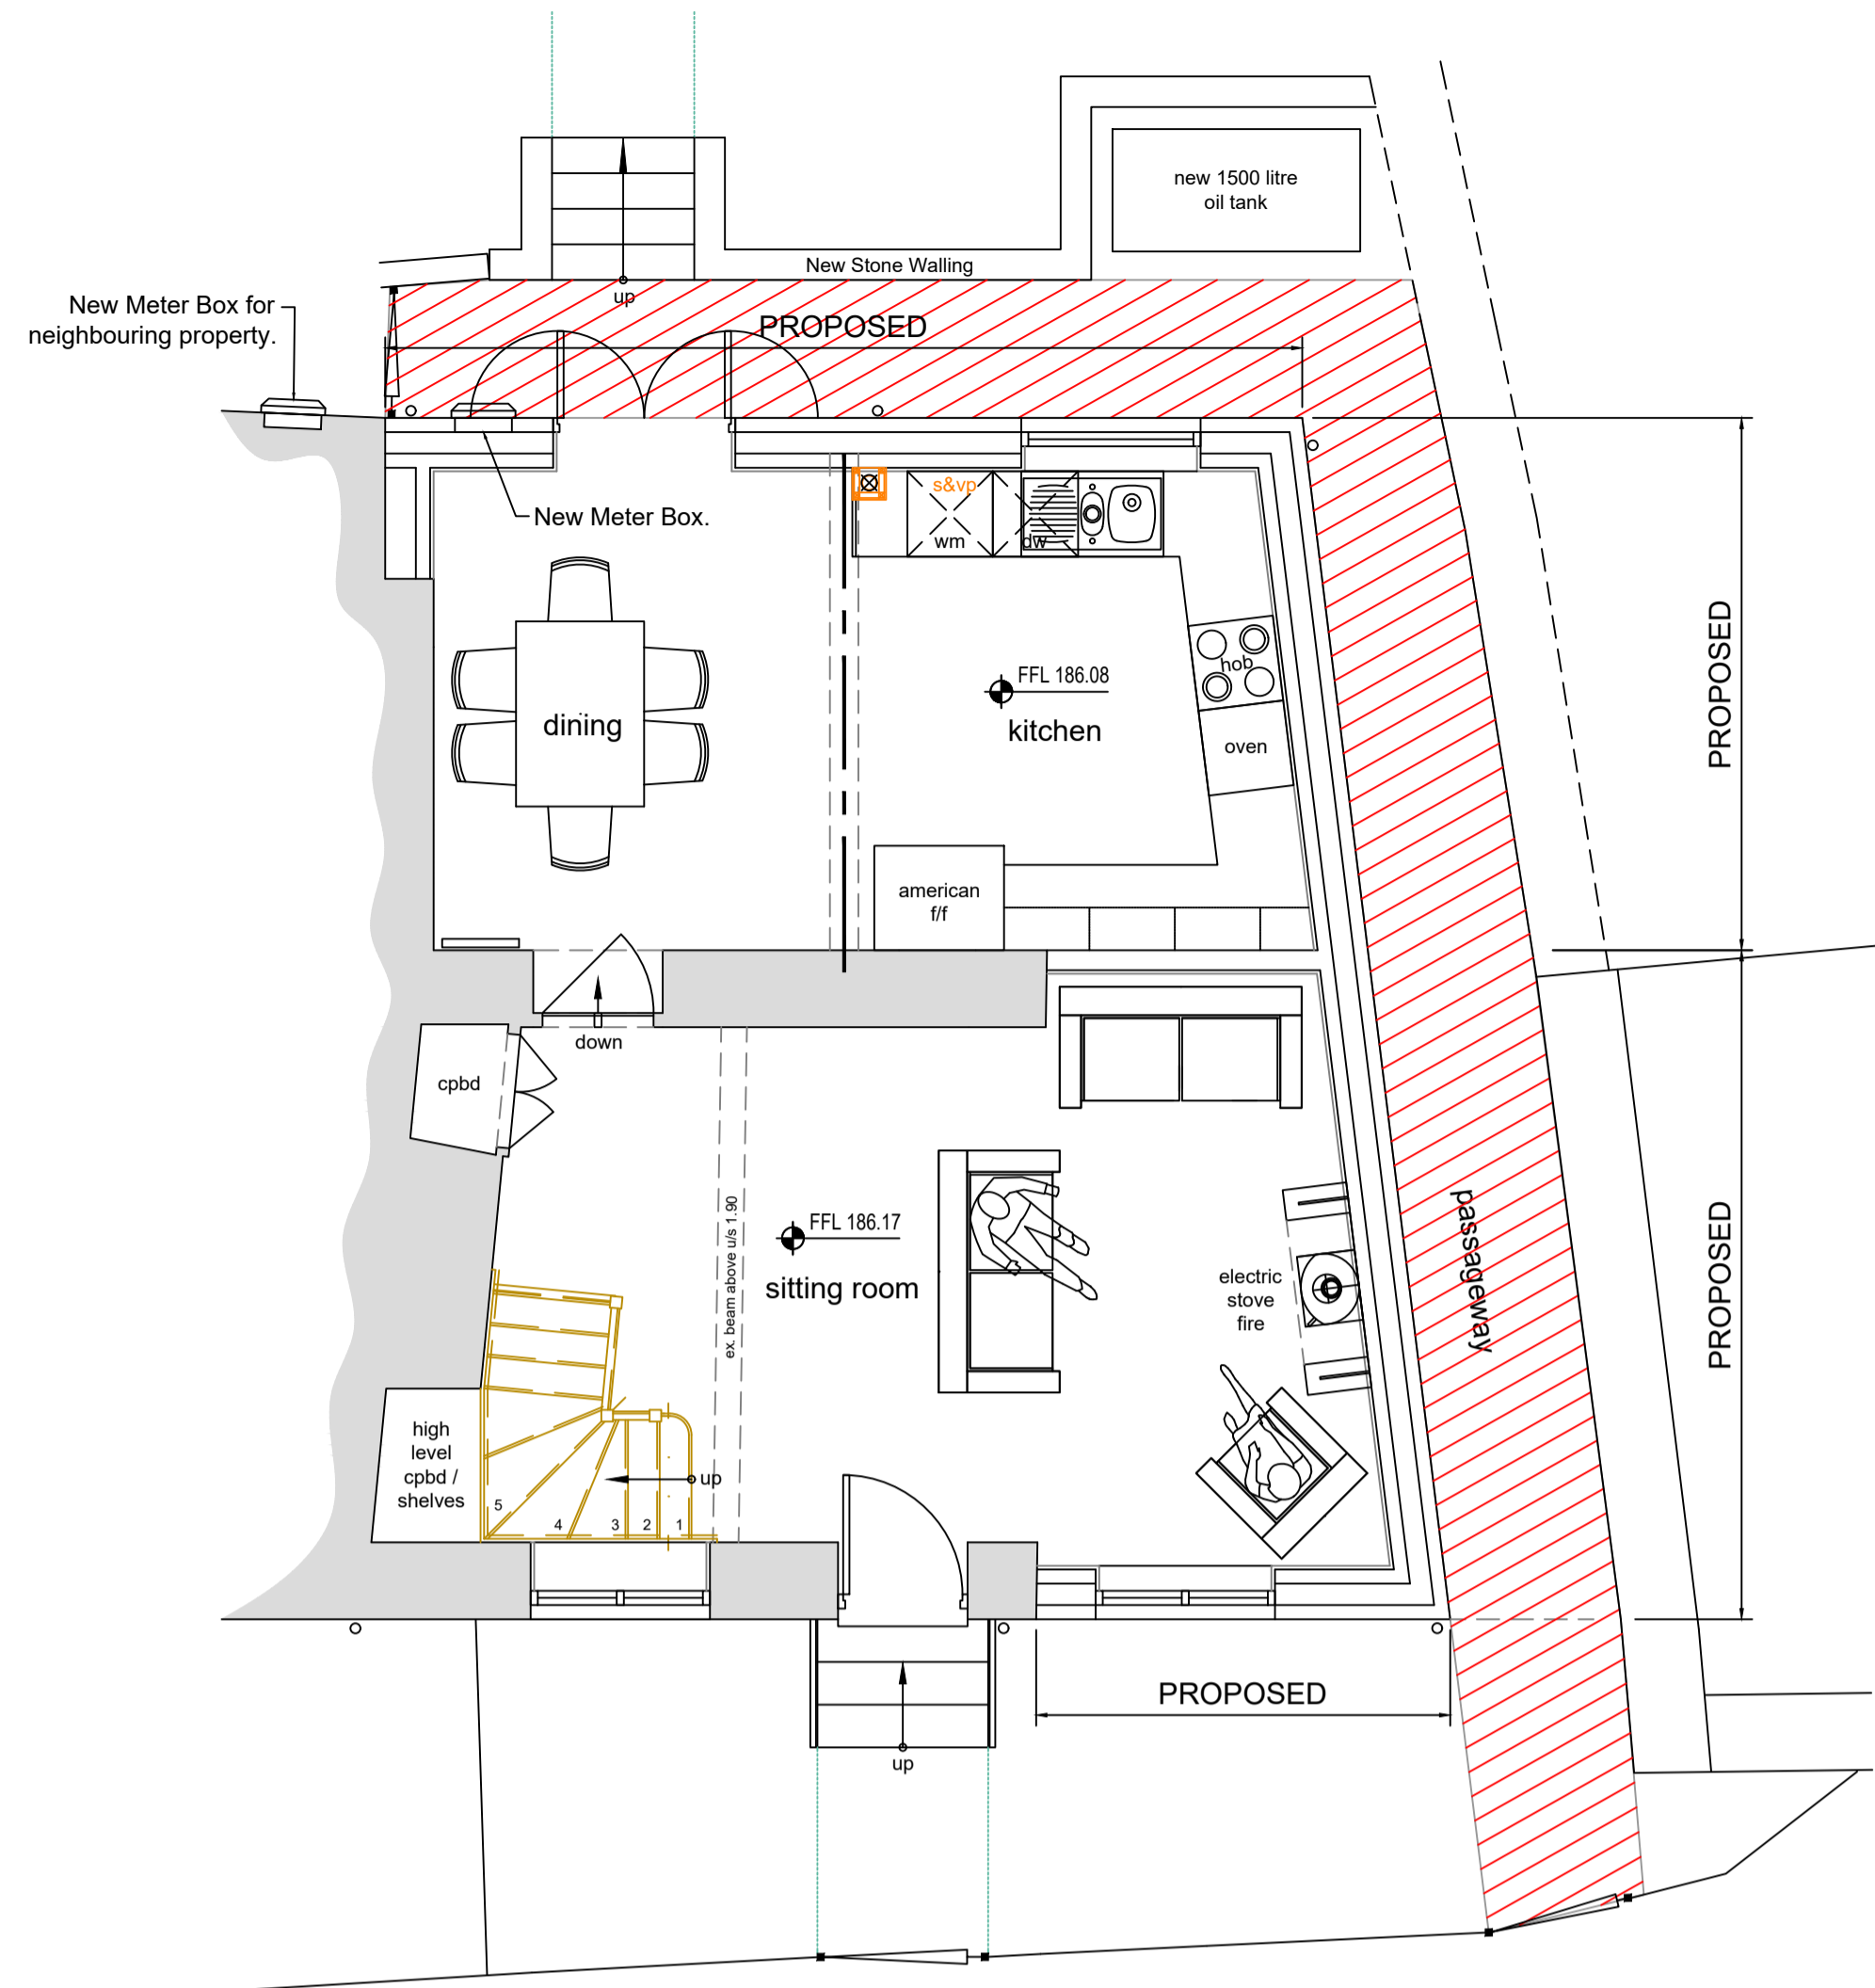 new 1500 litre
oil tank
New Stone Walling
up
New Meter Box for
neighbouring property.
PROPOSED
s&vp
New Meter Box.
wm
dw
PROPOSED
hob
FFL 186.08
dining
kitchen
oven
american
f/f
down
cpbd
passageway
ex. beam above u/s 1.90
FFL 186.17
sitting room
electric
stove
fire
PROPOSED
high
level
cpbd /
shelves
up
5
4
3
2
1
PROPOSED
up